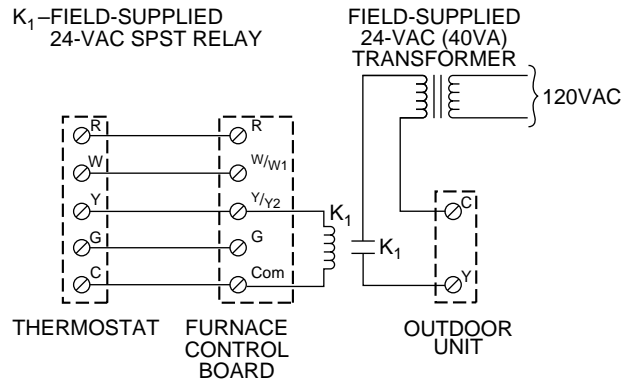 K1–FIELD-SUPPLIED
24-VAC SPST RELAY
FIELD-SUPPLIED
24-VAC (40VA)
TRANSFORMER
120VAC
R
R
W
W/W1
Y
Y/Y2
K1
K1
C
G
G
C
Com
Y
THERMOSTAT
FURNACE
CONTROL
BOARD
OUTDOOR
UNIT